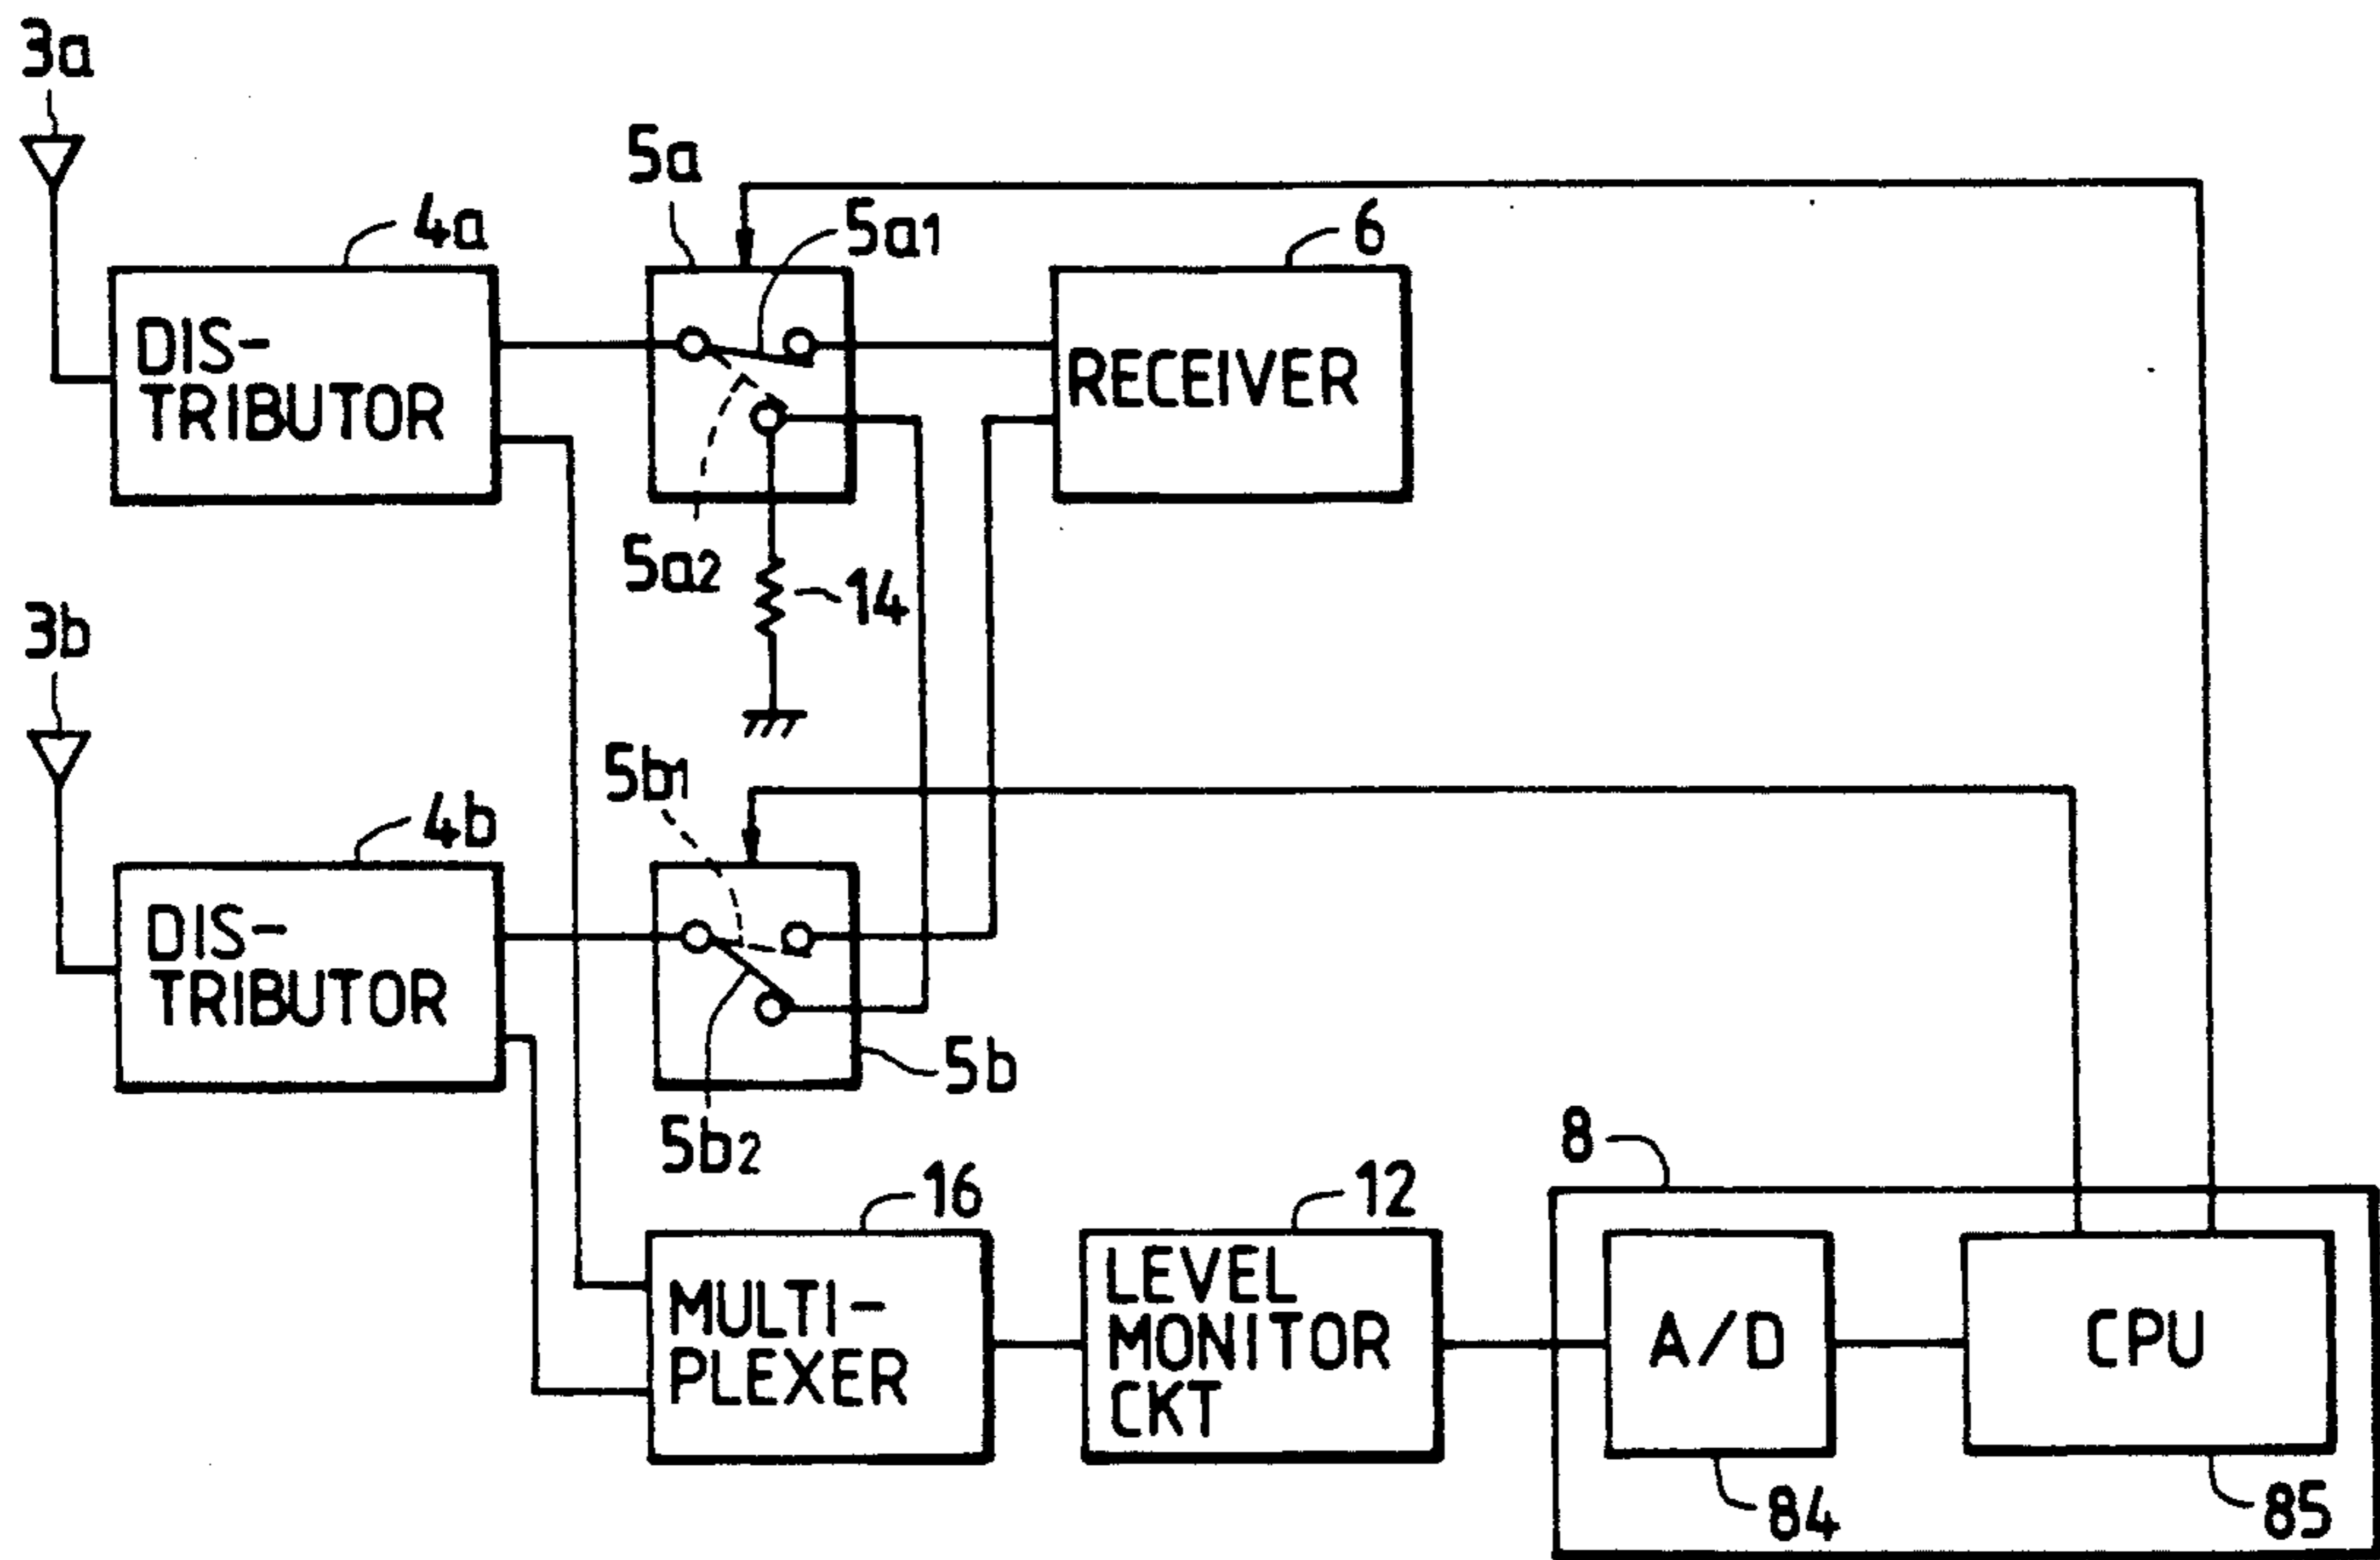 3a
5a
4a
5a1
6
DIS-
TRIBUTOR
RECEIVER
5a2
14
3b
5b1
4b
DIS-
TRIBUTOR
5b
5b2
8
16
12
MULTI-
PLEXER
LEVEL
MONITOR
CKT
A/D
CPU
84
85